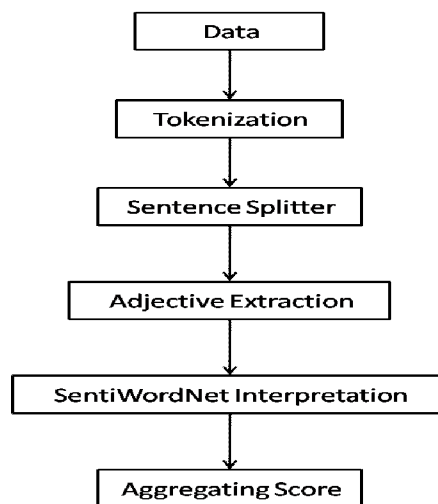 Data
Tokenization
Sentence Splitter
Adjective Extraction
SentiWordNet Interpretation
Aggregating Score